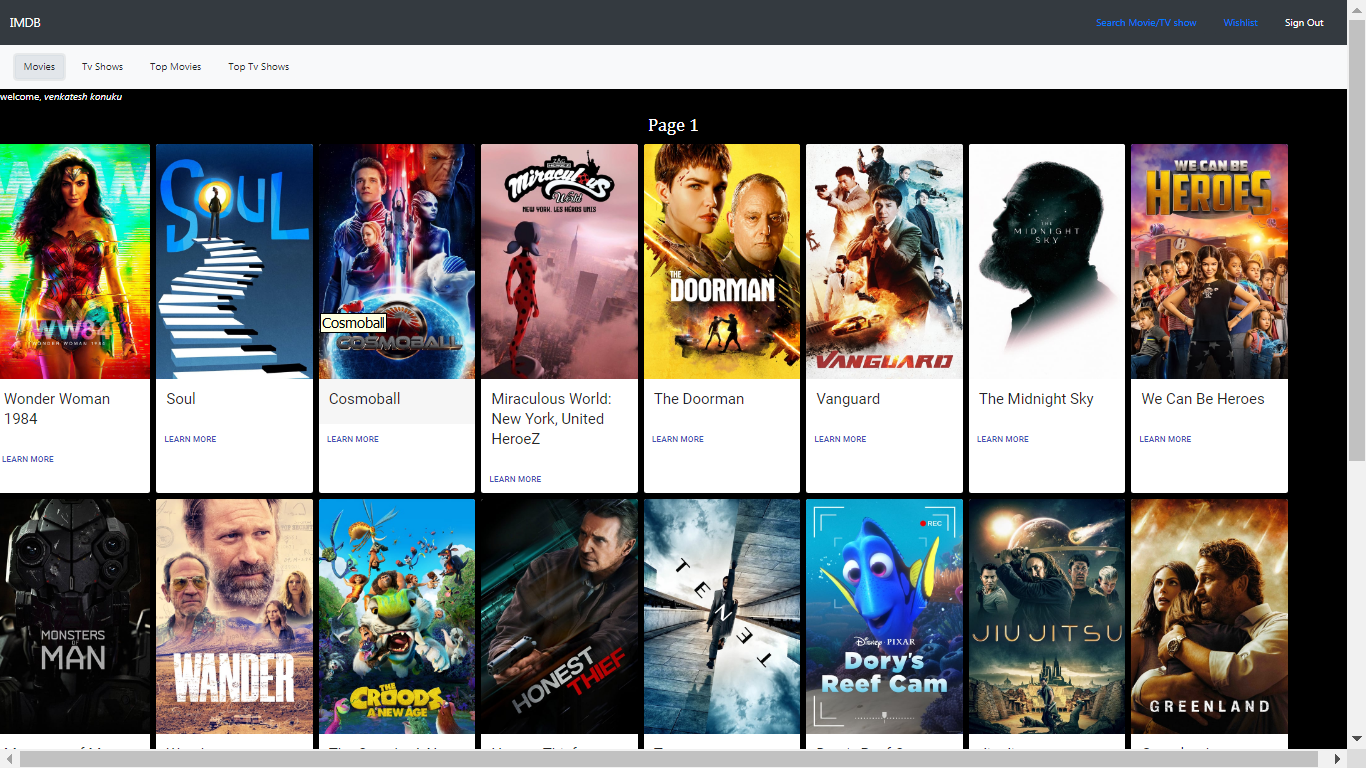 IMDB
Search Movie/TV show
Wishlist
Sign Out
Movies
Tv Shows
Top Movies
Top Tv Shows
welcome, venkatesh konuku
Page 1
WW84
WONDER WOMAN 1984
SOUL
Cosmoball
COSMOBALL
Miraculous
World
NEW YORK, LES HÉROS UNIS
THE
DOORMAN
VANGUARD
THE
MIDNIGHT
SKY
WE CAN BE
HEROES
Wonder Woman
1984
LEARN MORE
Soul
LEARN MORE
Cosmoball
LEARN MORE
Miraculous World:
New York, United
HeroeZ
LEARN MORE
The Doorman
LEARN MORE
Vanguard
LEARN MORE
The Midnight Sky
LEARN MORE
We Can Be Heroes
LEARN MORE
MONSTERS
OF
MAN
WANDER
THE
CROODS
A NEW AGE
HONEST
THIEF
TENET
REC
Disney PIXAR
Dory's
Reef Cam
JIU JITSU
GREENLAND